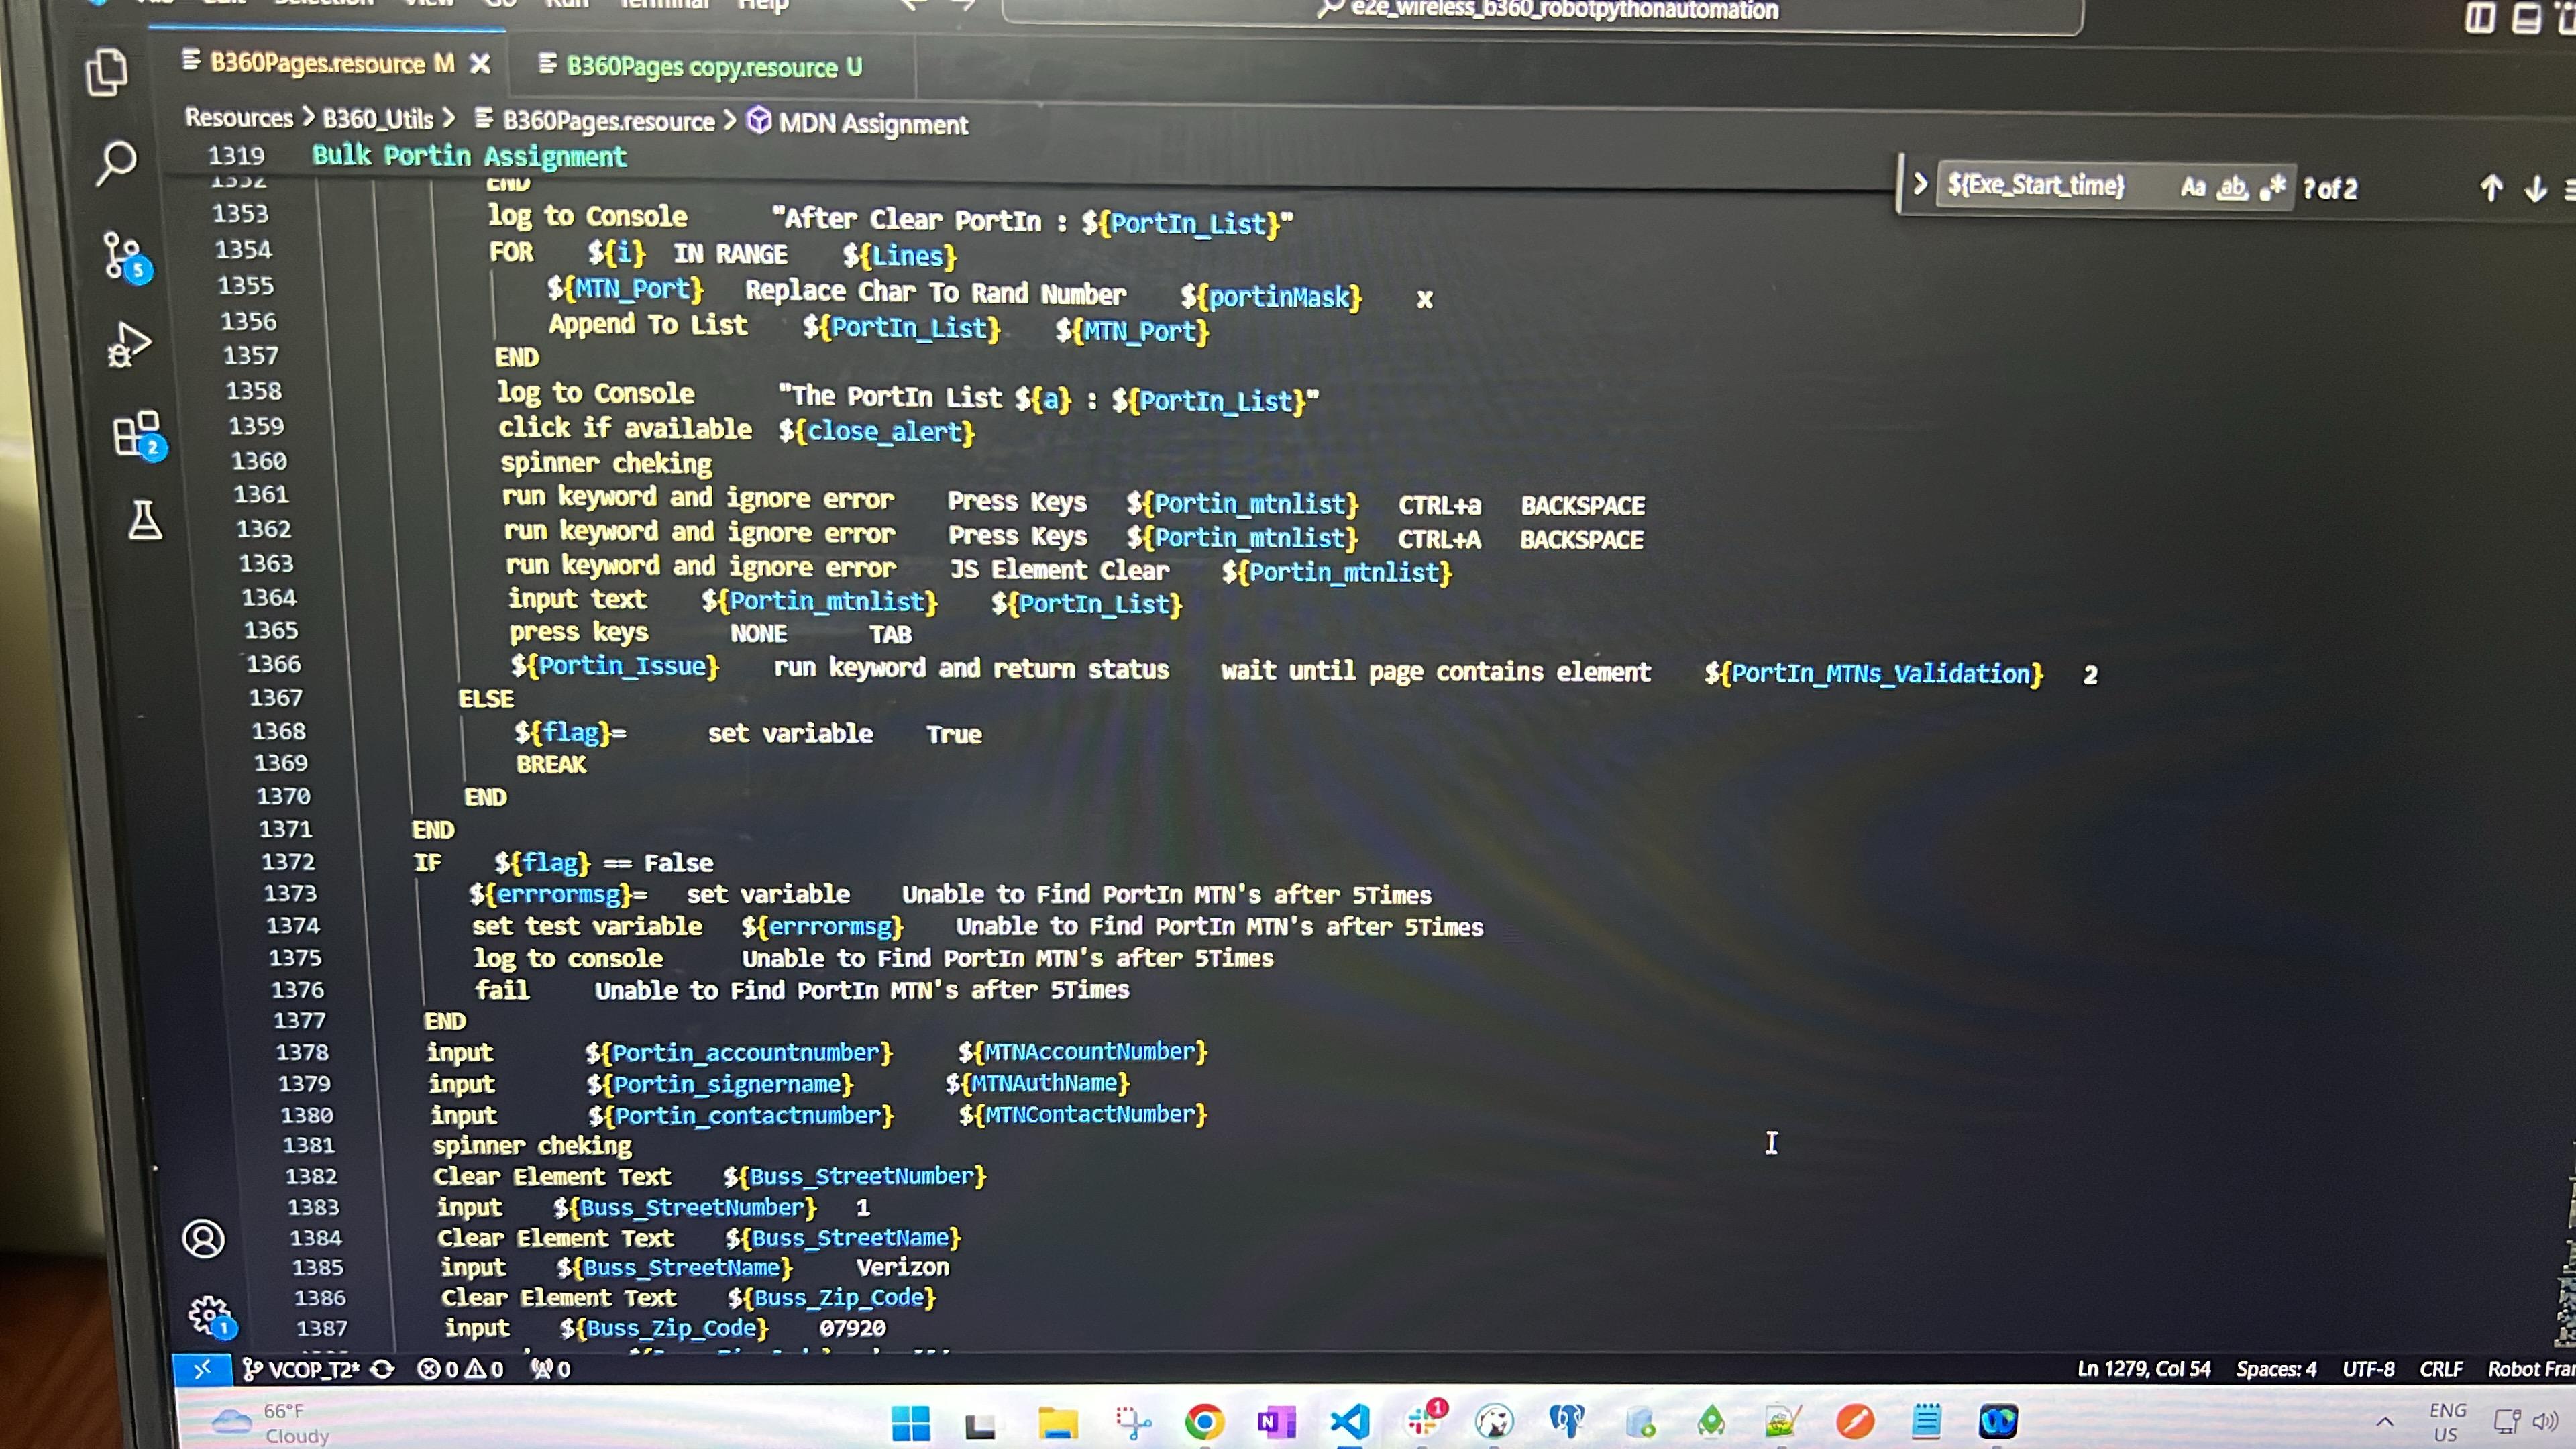 Run
Terminal
Help
e2e_wireless_b360_robotpythonautomation
B360Pages.resource M
B360Pages copy.resource U
Resources > B360_Utils > B360Pages.resource > MDN Assignment
1319 Bulk Portin Assignment
${Exe_Start_time} Aa ab .* ? of 2
1352 END
1353 log to Console "After Clear PortIn : ${PortIn_List}"
1354 FOR ${i} IN RANGE ${Lines}
1355 ${MTN_Port} Replace Char To Rand Number ${portinMask} x
1356 Append To List ${PortIn_List} ${MTN_Port}
1357 END
1358 log to Console "The PortIn List ${a} : ${PortIn_List}"
1359 click if available ${close_alert}
1360 spinner cheking
1361 run keyword and ignore error Press Keys ${Portin_mtnlist} CTRL+a BACKSPACE
1362 run keyword and ignore error Press Keys ${Portin_mtnlist} CTRL+A BACKSPACE
1363 run keyword and ignore error JS Element Clear ${Portin_mtnlist}
1364 input text ${Portin_mtnlist} ${PortIn_List}
1365 press keys NONE TAB
1366 ${Portin_Issue} run keyword and return status wait until page contains element ${PortIn_MTNs_Validation} 2
1367 ELSE
1368 ${flag}= set variable True
1369 BREAK
1370 END
1371 END
1372 IF ${flag} == False
1373 ${errrormsg}= set variable Unable to Find PortIn MTN's after 5Times
1374 set test variable ${errrormsg} Unable to Find PortIn MTN's after 5Times
1375 log to console Unable to Find PortIn MTN's after 5Times
1376 fail Unable to Find PortIn MTN's after 5Times
1377 END
1378 input ${Portin_accountnumber} ${MTNAccountNumber}
1379 input ${Portin_signername} ${MTNAuthName}
1380 input ${Portin_contactnumber} ${MTNContactNumber}
1381 spinner cheking
1382 Clear Element Text ${Buss_StreetNumber}
1383 input ${Buss_StreetNumber} 1
1384 Clear Element Text ${Buss_StreetName}
1385 input ${Buss_StreetName} Verizon
1386 Clear Element Text ${Buss_Zip_Code}
1387 input ${Buss_Zip_Code} 07920
5
2
1
VCOP_T2* 0 0 0 Ln 1279, Col 54 Spaces: 4 UTF-8 CRLF Robot Fra
66°F
Cloudy
N
1
ENG
US